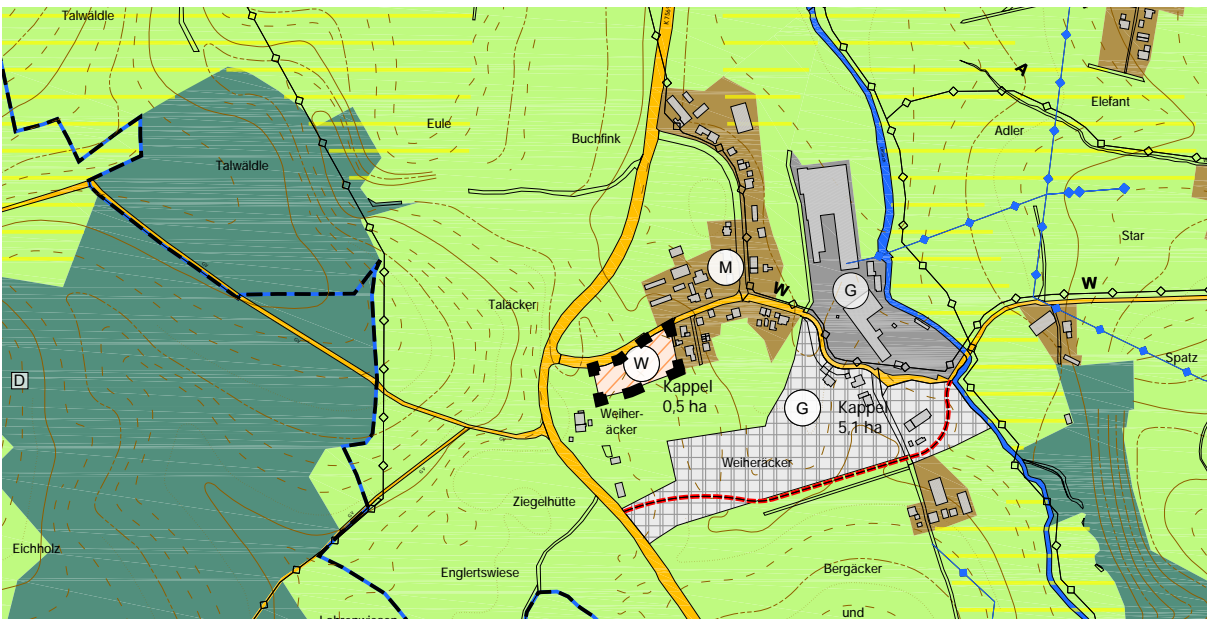 Talwäldle
K 7561
A
Elefant
Eule
Buchfink
Adler
Talwäldle
Star
M
W
W
G
Taläcker
Spatz
W
D
Kappel
0,5 ha
Weiher-
äcker
G
Kappel
5,1 ha
Weiheräcker
Ziegelhütte
Eichholz
Englertswiese
Bergäcker
und